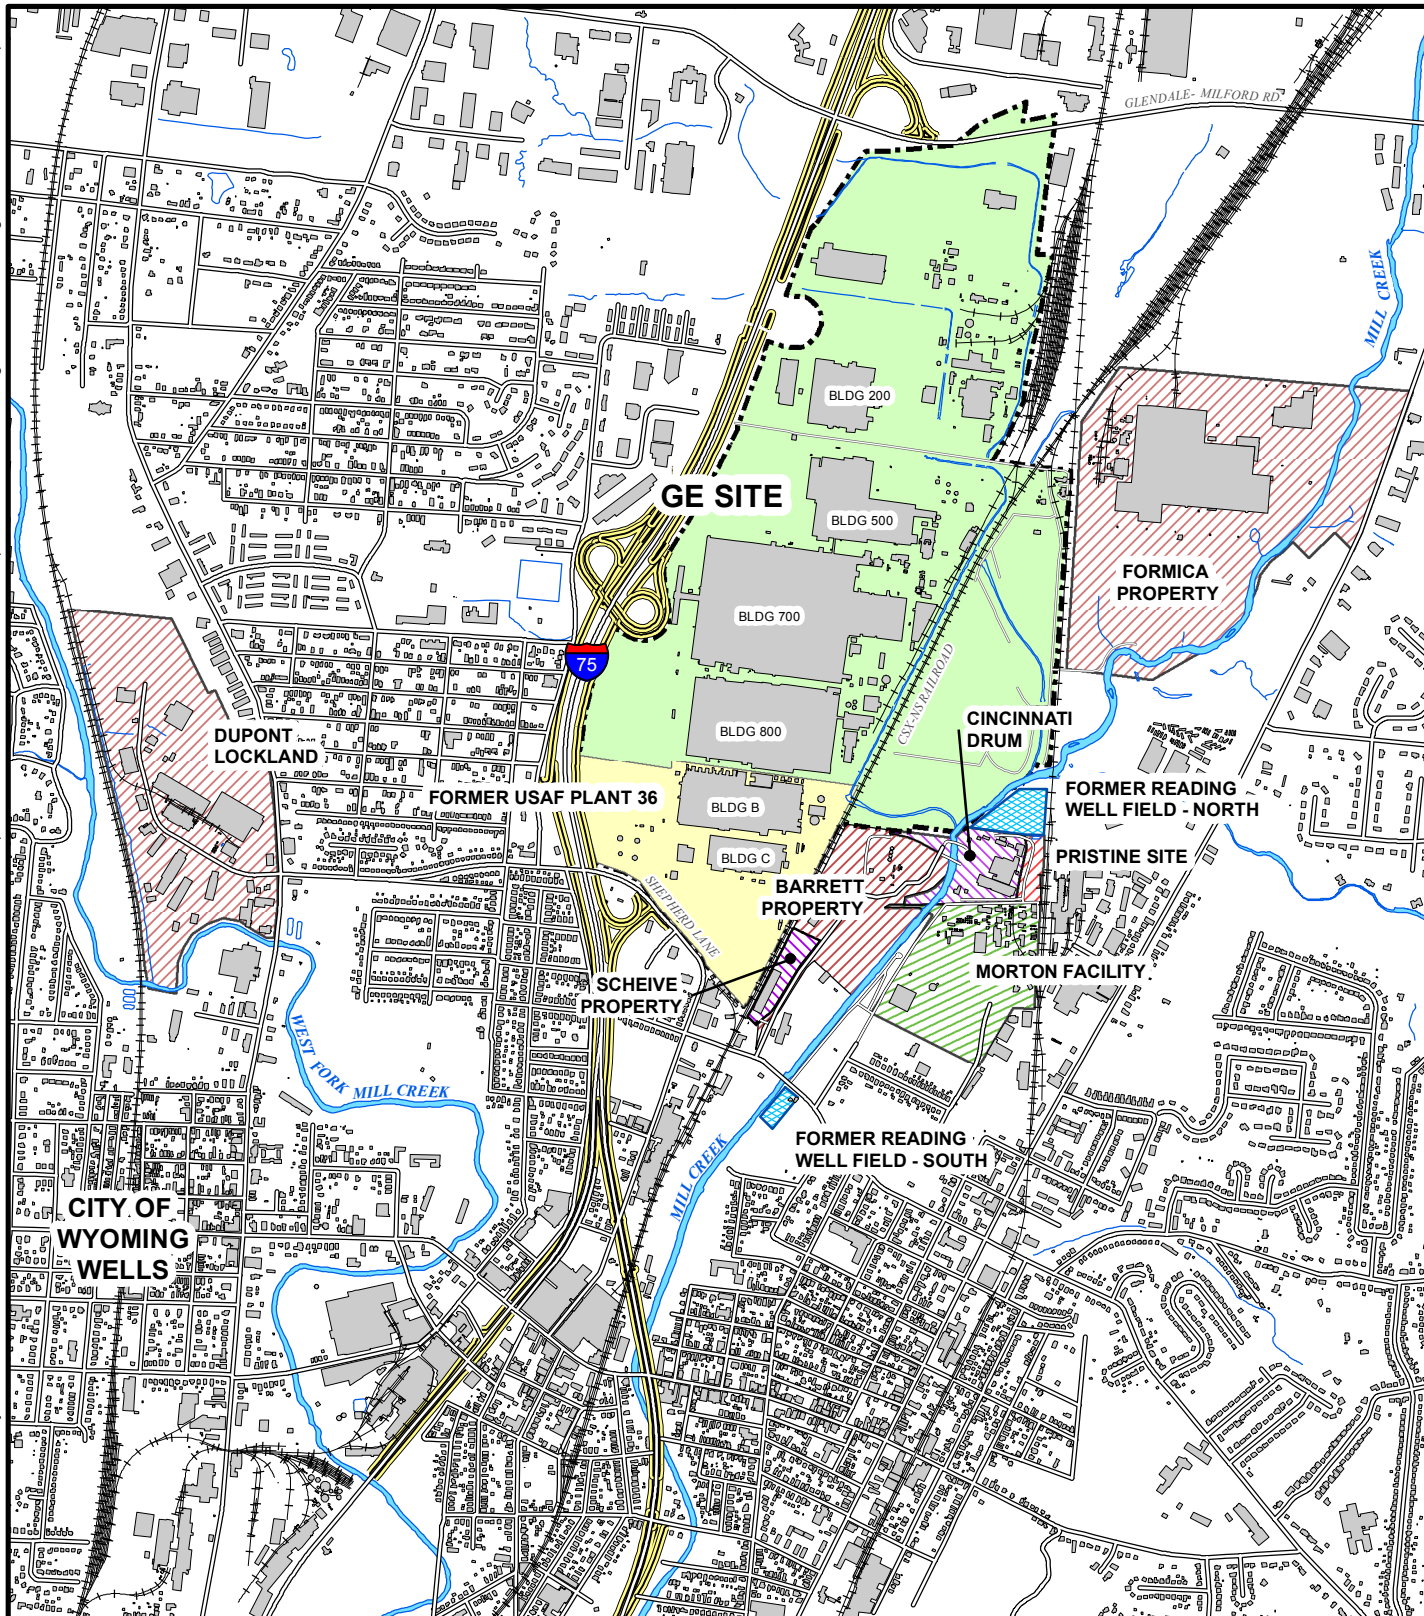 GLENDALE- MILFORD RD.
MILL CREEK
BLDG 200
GE SITE
BLDG 500
FORMICA
PROPERTY
BLDG 700
75
CSX-NS RAILROAD
CINCINNATI
DRUM
DUPONT
LOCKLAND
BLDG 800
FORMER USAF PLANT 36
FORMER READING
WELL FIELD - NORTH
BLDG B
BLDG C
PRISTINE SITE
BARRETT
PROPERTY
SHEPHERD LANE
MORTON FACILITY
SCHEIVE
PROPERTY
WEST FORK MILL CREEK
FORMER READING
WELL FIELD - SOUTH
MILL CREEK
CITY OF
WYOMING
WELLS